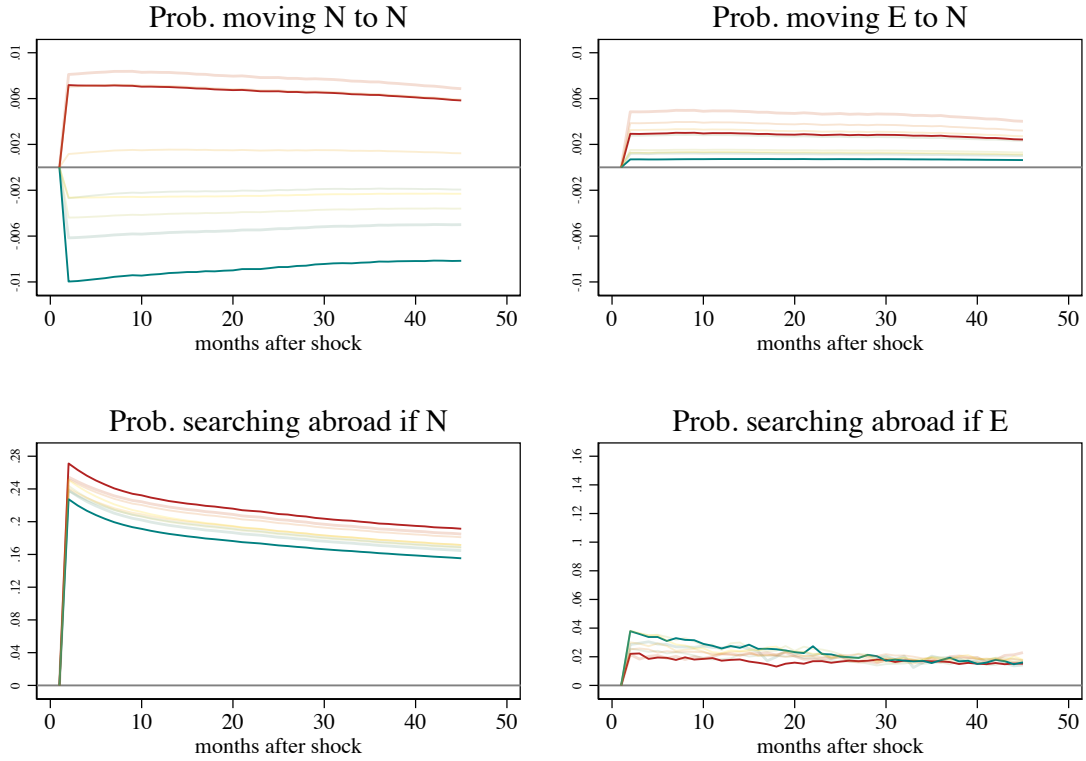 Prob. moving N to N
.01
.006
.002
-.002
-.006
-.01
0 10 20 30 40 50
months after shock
Prob. moving E to N
.01
.006
.002
-.002
-.006
-.01
0 10 20 30 40 50
months after shock
Prob. searching abroad if N
.28
.24
.2
.16
.12
.08
.04
0
0 10 20 30 40 50
months after shock
Prob. searching abroad if E
.16
.14
.12
.1
.08
.06
.04
.02
0
0 10 20 30 40 50
months after shock